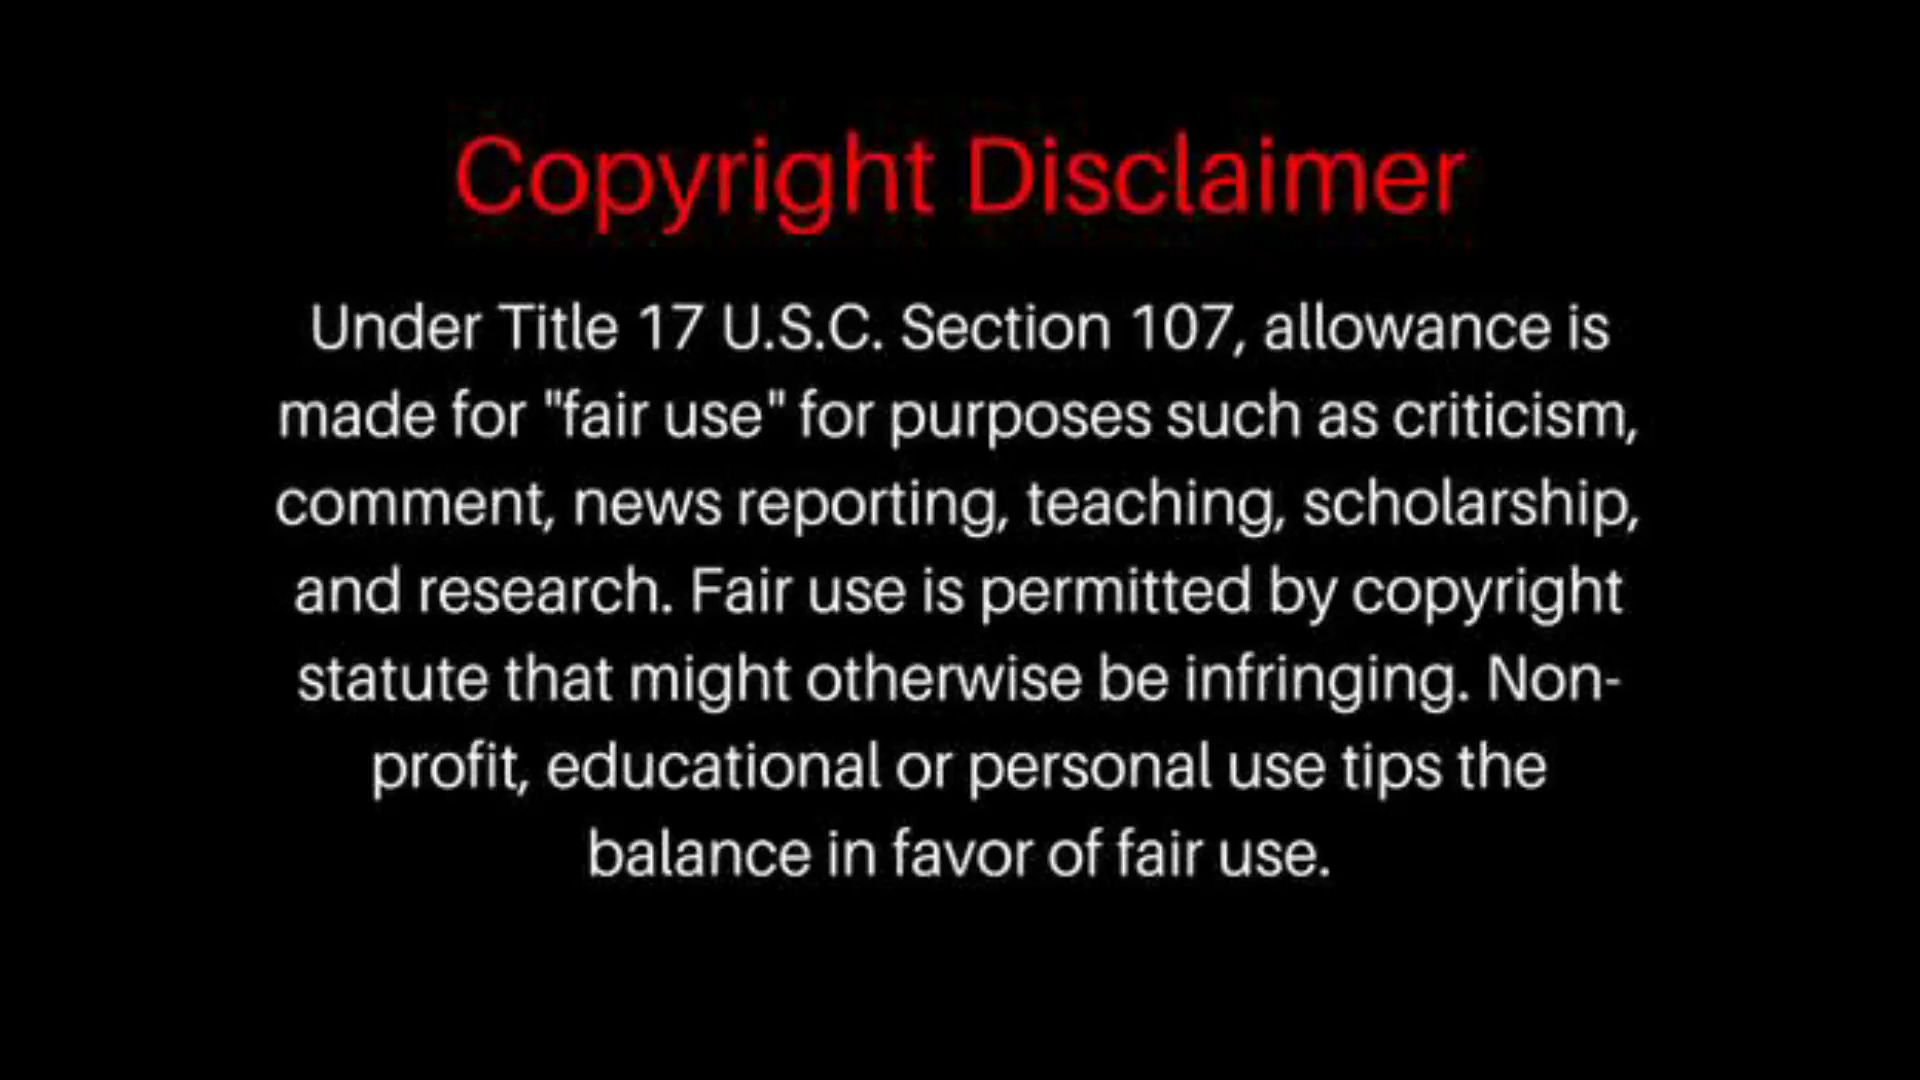 Copyright Disclaimer
Under Title 17 U.S.C. Section 107, allowance is
made for "fair use" for purposes such as criticism,
comment, news reporting, teaching, scholarship,
and research. Fair use is permitted by copyright
statute that might otherwise be infringing. Non-
profit, educational or personal use tips the
balance in favor of fair use.